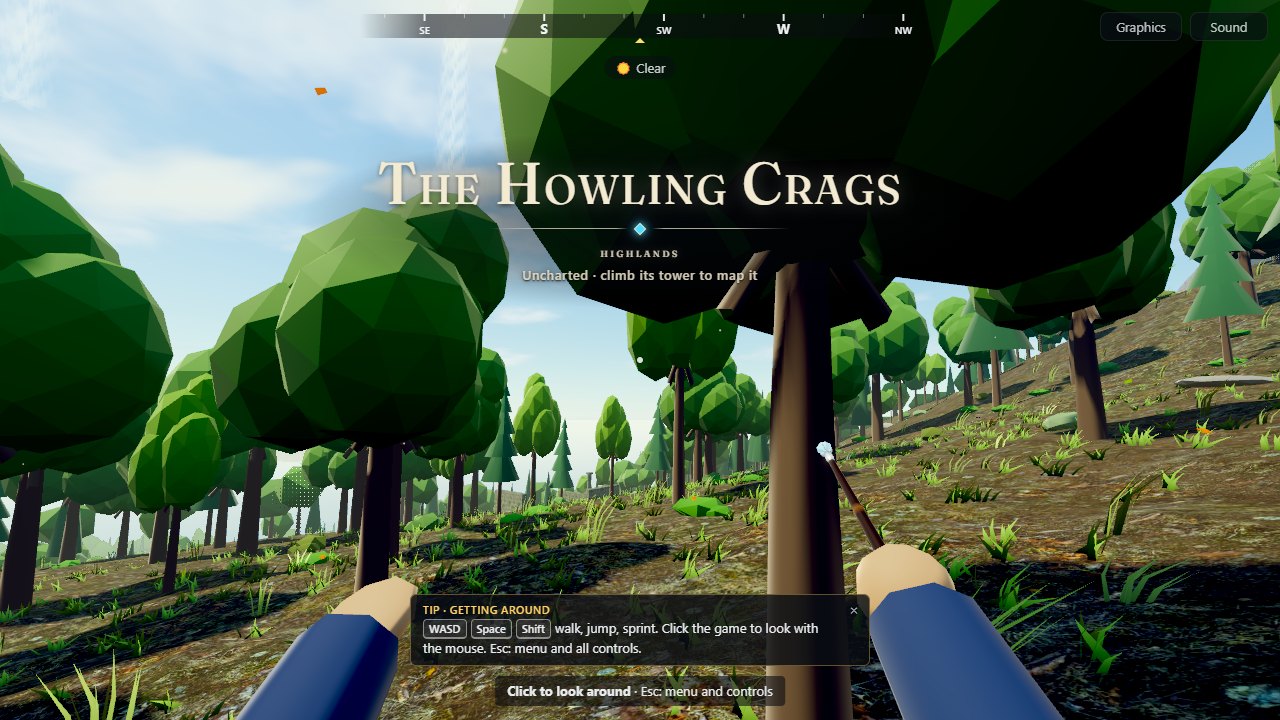 SE S SW W NW
Graphics
Sound
Clear
The Howling Crags
HIGHLANDS
Uncharted · climb its tower to map it
TIP · GETTING AROUND ×
WASD Space Shift walk, jump, sprint. Click the game to look with
the mouse. Esc: menu and all controls.
Click to look around · Esc: menu and controls